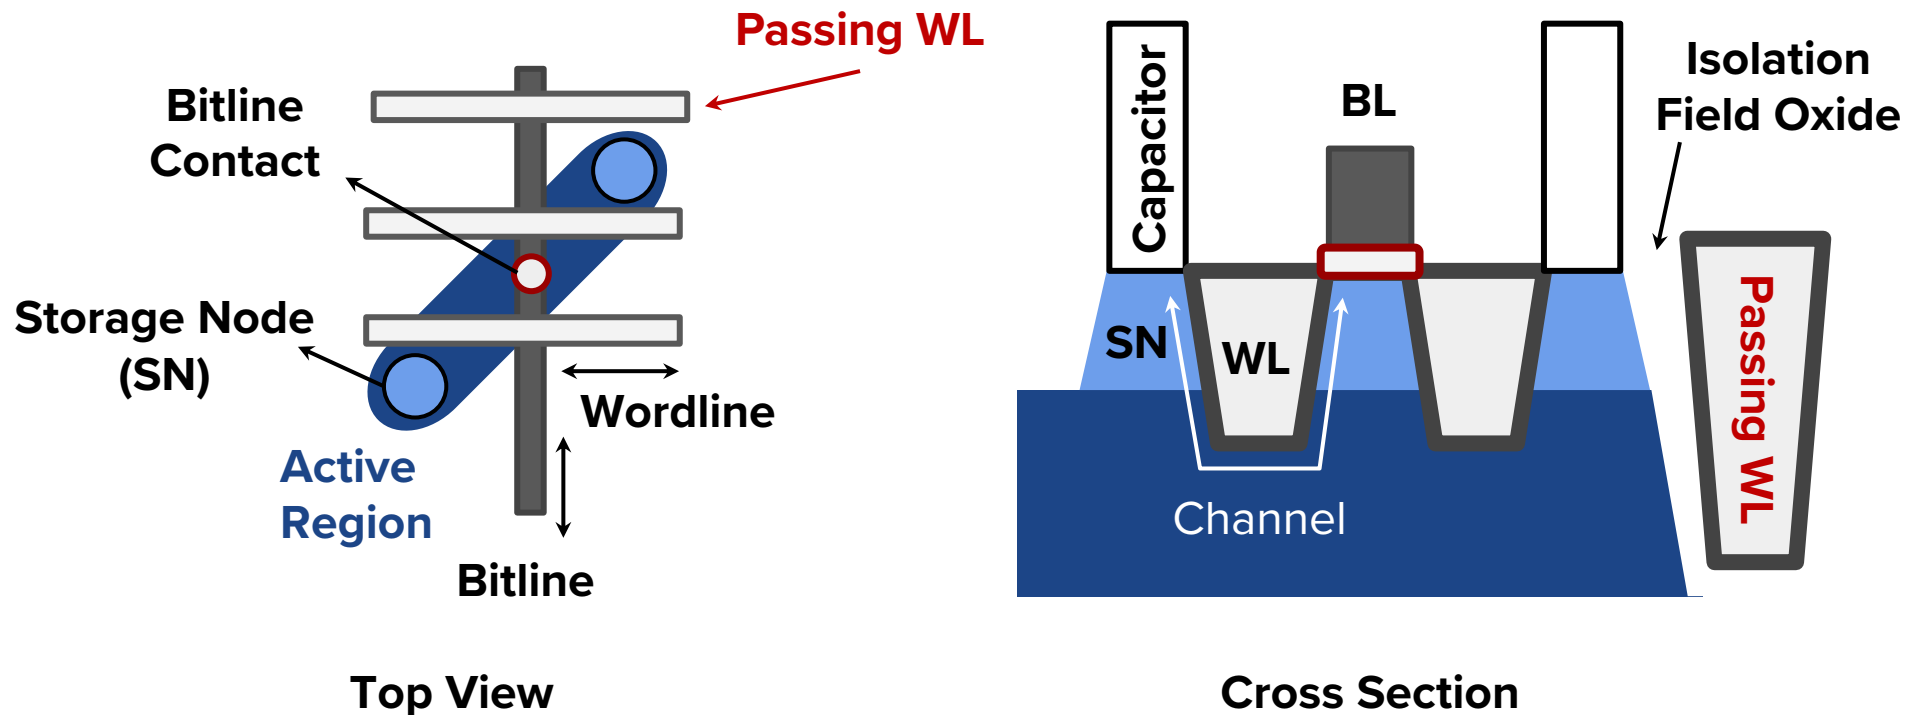 Passing WL
Bitline
Contact
Storage Node
(SN)
Wordline
Active
Region
Bitline
Top View
Capacitor
BL
Isolation
Field Oxide
SN
WL
Passing WL
Channel
Cross Section